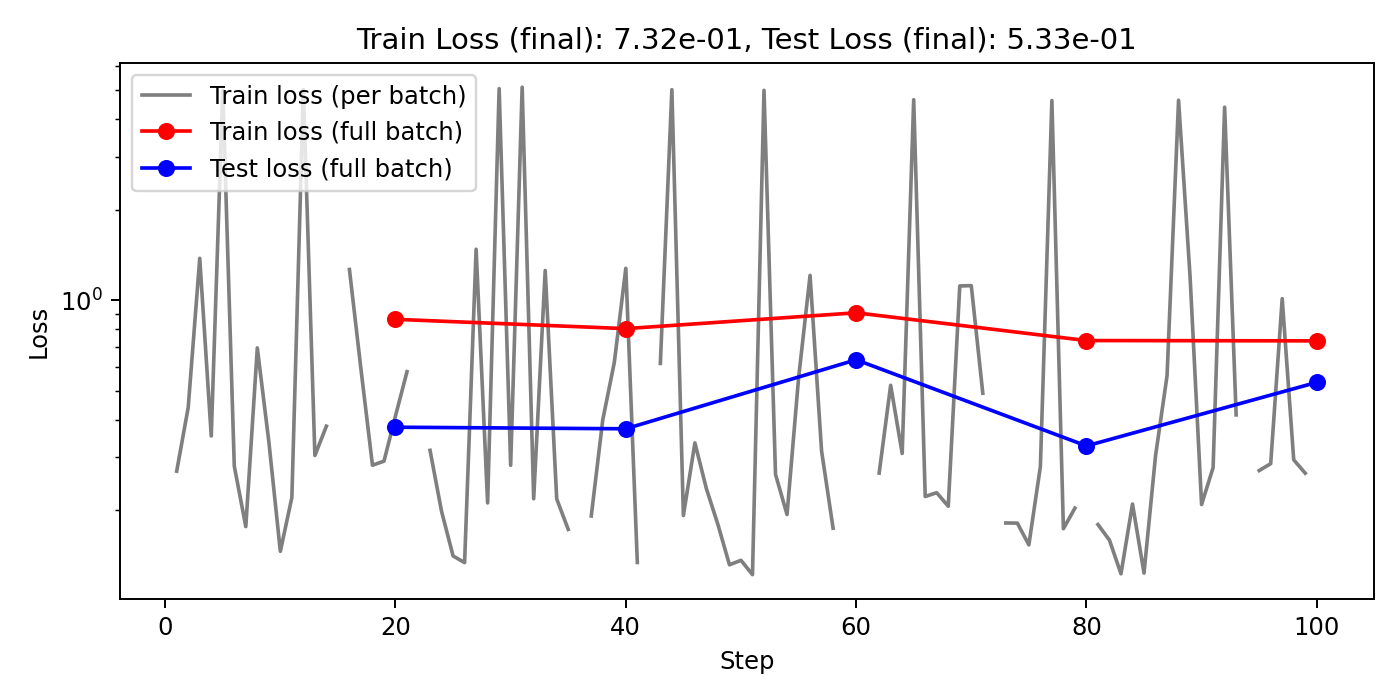 Train Loss (final): 7.32e-01, Test Loss (final): 5.33e-01
Train loss (per batch)
Train loss (full batch)
Test loss (full batch)
Loss
10⁰
0 20 40 60 80 100
Step